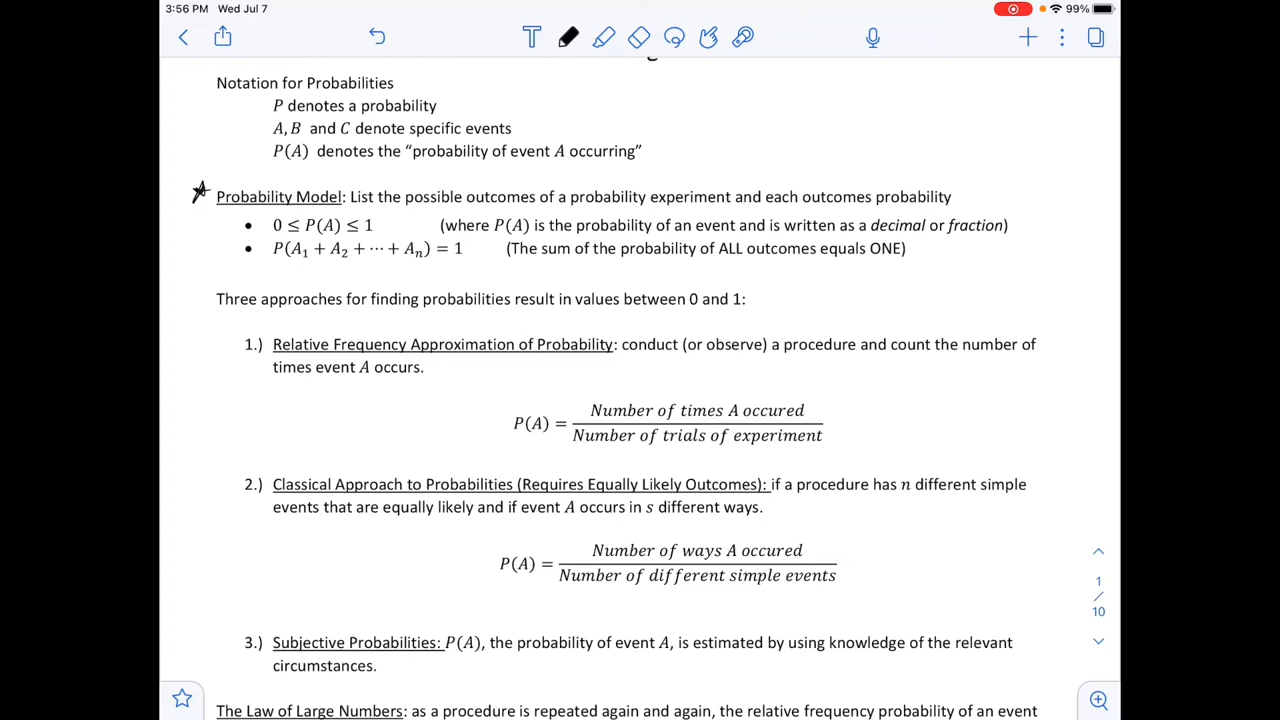 3:56 PM Wed Jul 7
99%
Notation for Probabilities
P denotes a probability
A, B and C denote specific events
P(A) denotes the “probability of event A occurring”
Probability Model: List the possible outcomes of a probability experiment and each outcomes probability
• 0 ≤ P(A) ≤ 1 (where P(A) is the probability of an event and is written as a decimal or fraction)
• P(A₁ + A₂ + ⋯ + Aₙ) = 1 (The sum of the probability of ALL outcomes equals ONE)
Three approaches for finding probabilities result in values between 0 and 1:
1.) Relative Frequency Approximation of Probability: conduct (or observe) a procedure and count the number of
times event A occurs.
Number of times A occured
P(A) =
Number of trials of experiment
2.) Classical Approach to Probabilities (Requires Equally Likely Outcomes): if a procedure has n different simple
events that are equally likely and if event A occurs in s different ways.
Number of ways A occured
P(A) =
Number of different simple events
1
/
10
3.) Subjective Probabilities: P(A), the probability of event A, is estimated by using knowledge of the relevant
circumstances.
The Law of Large Numbers: as a procedure is repeated again and again, the relative frequency probability of an event